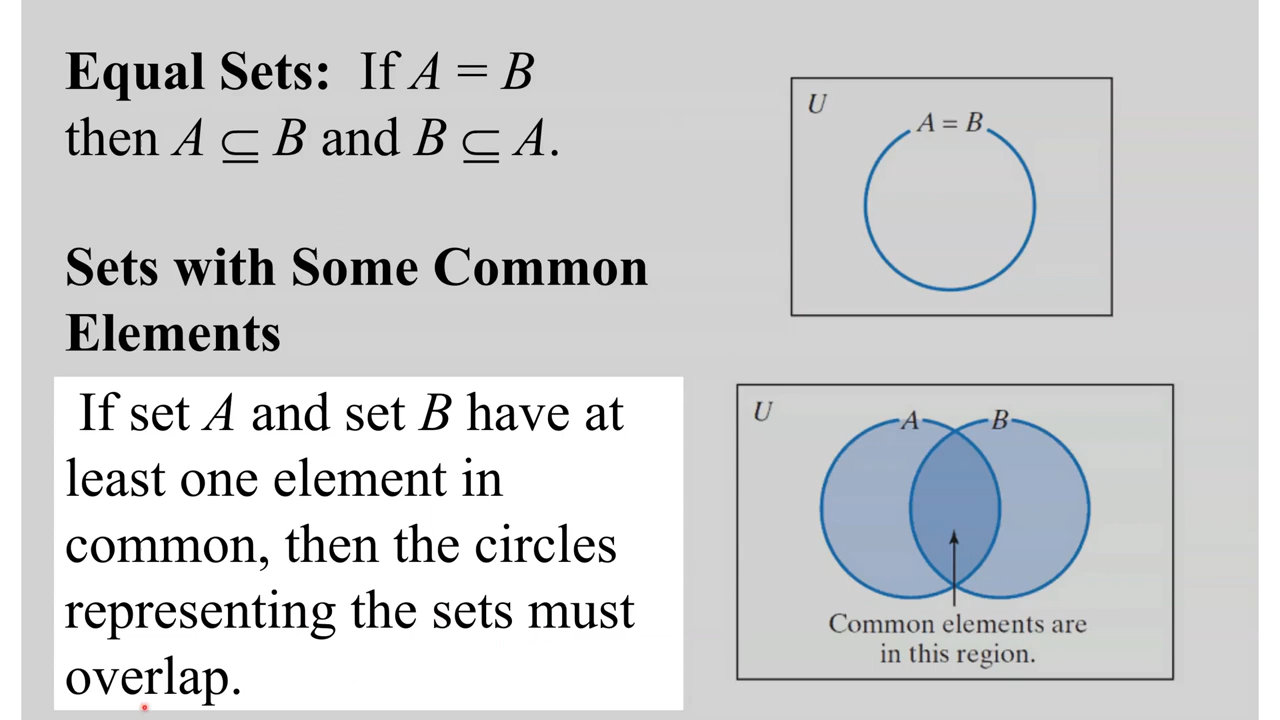 Equal Sets: If A = B
then A ⊆ B and B ⊆ A.
Sets with Some Common
Elements
If set A and set B have at
least one element in
common, then the circles
representing the sets must
overlap.
U
A = B
U
A B
Common elements are
in this region.